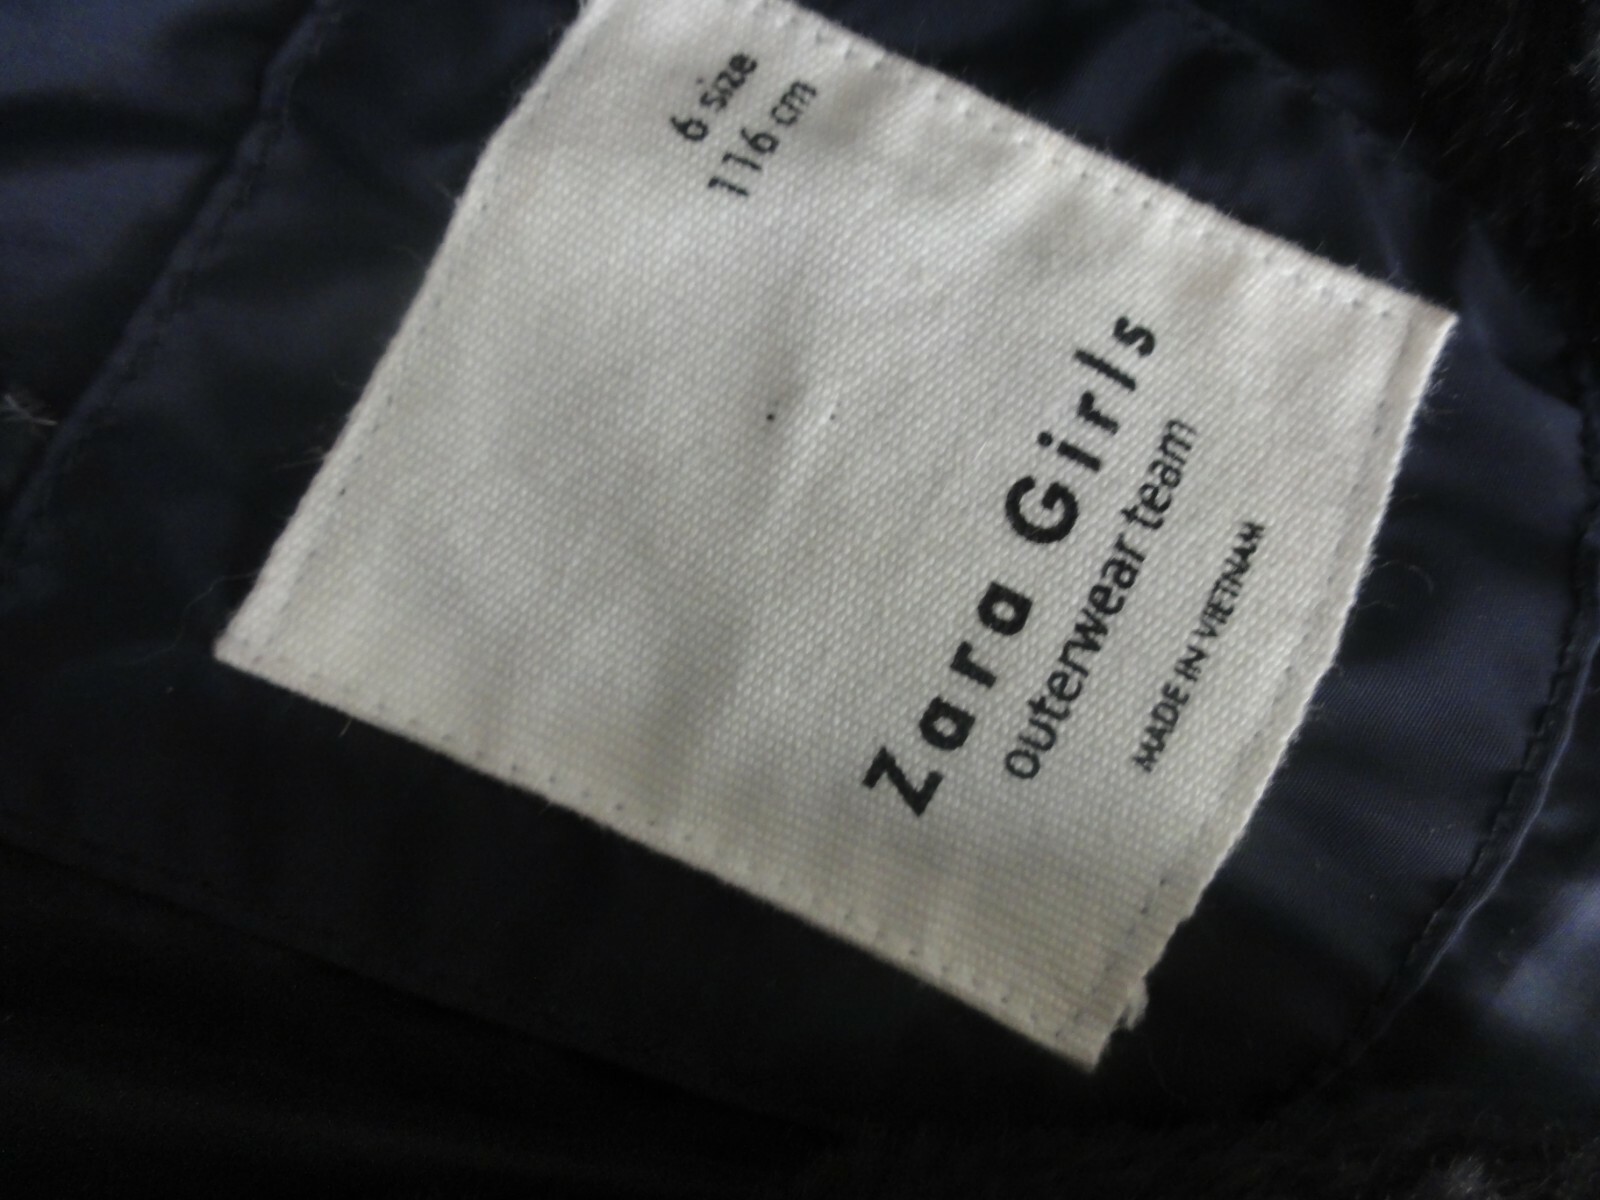 6 size
116 cm
Zara Girls
outerwear team
MADE IN VIETNAM